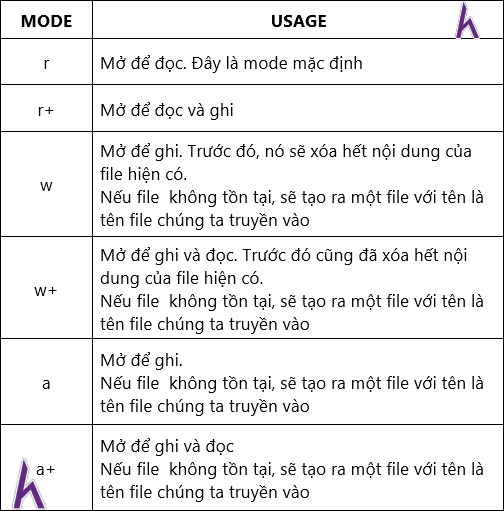 MODE USAGE
r Mở để đọc. Đây là mode mặc định
r+ Mở để đọc và ghi
Mở để ghi. Trước đó, nó sẽ xóa hết nội dung của
file hiện có.
w
Nếu file không tồn tại, sẽ tạo ra một file với tên là
tên file chúng ta truyền vào
Mở để ghi và đọc. Trước đó cũng đã xóa hết nội
dung của file hiện có.
w+
Nếu file không tồn tại, sẽ tạo ra một file với tên là
tên file chúng ta truyền vào
Mở để ghi.
a Nếu file không tồn tại, sẽ tạo ra một file với tên là
tên file chúng ta truyền vào
Mở để ghi và đọc
a+ Nếu file không tồn tại, sẽ tạo ra một file với tên là
tên file chúng ta truyền vào